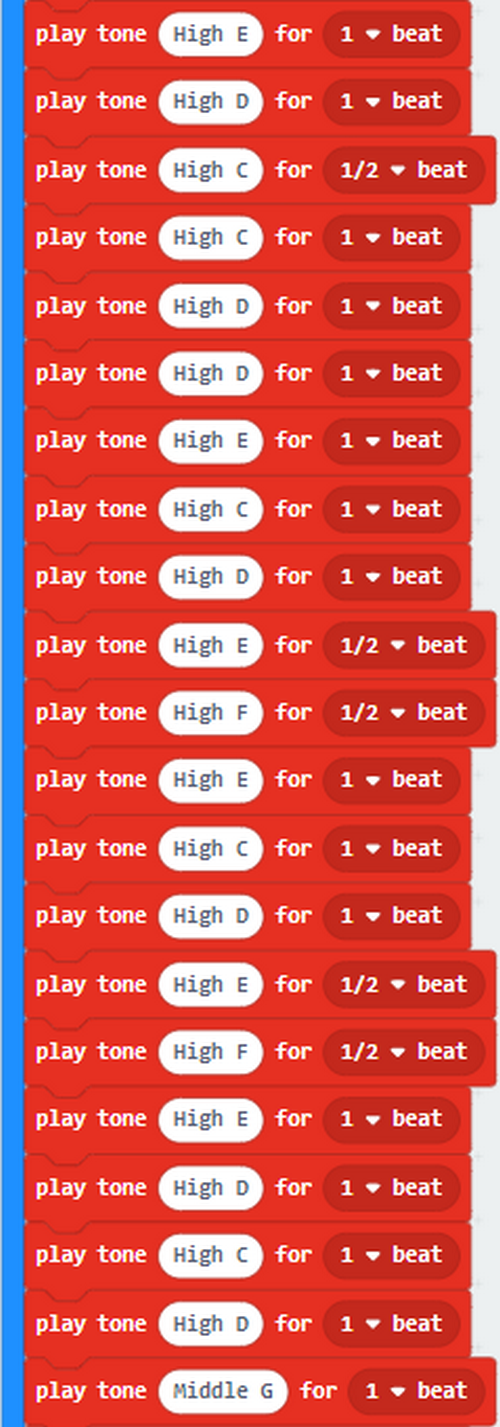 play tone High E for 1 beat
play tone High D for 1 beat
play tone High C for 1/2 beat
play tone High C for 1 beat
play tone High D for 1 beat
play tone High D for 1 beat
play tone High E for 1 beat
play tone High C for 1 beat
play tone High D for 1 beat
play tone High E for 1/2 beat
play tone High F for 1/2 beat
play tone High E for 1 beat
play tone High C for 1 beat
play tone High D for 1 beat
play tone High E for 1/2 beat
play tone High F for 1/2 beat
play tone High E for 1 beat
play tone High D for 1 beat
play tone High C for 1 beat
play tone High D for 1 beat
play tone Middle G for 1 beat